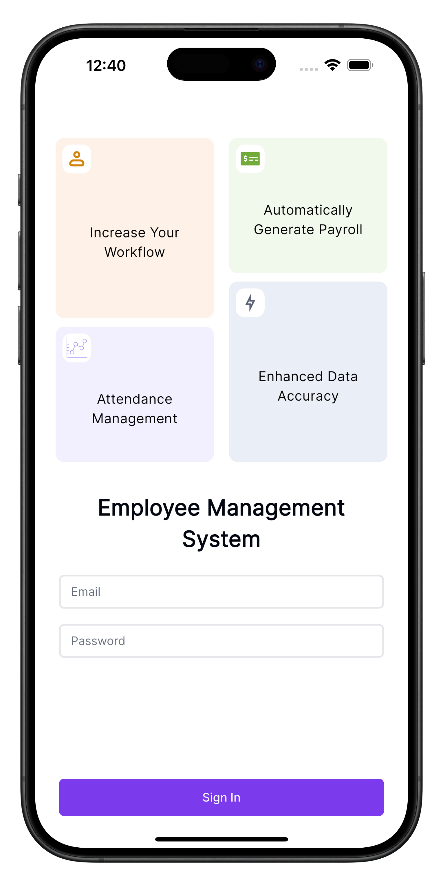 12:40
Increase Your
Workflow
Automatically
Generate Payroll
Attendance
Management
Enhanced Data
Accuracy
Employee Management
System
Email
Password
Sign In